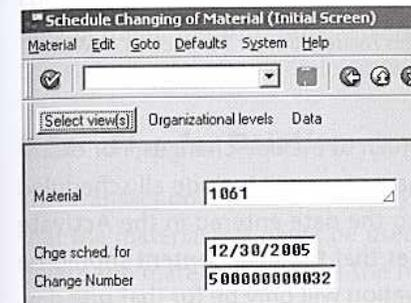 Schedule Changing of Material (Initial Screen)
Material Edit Goto Defaults System Help
Select view(s) Organizational levels Data
Material 1061
Chge sched. for 12/30/2005
Change Number 500000000032